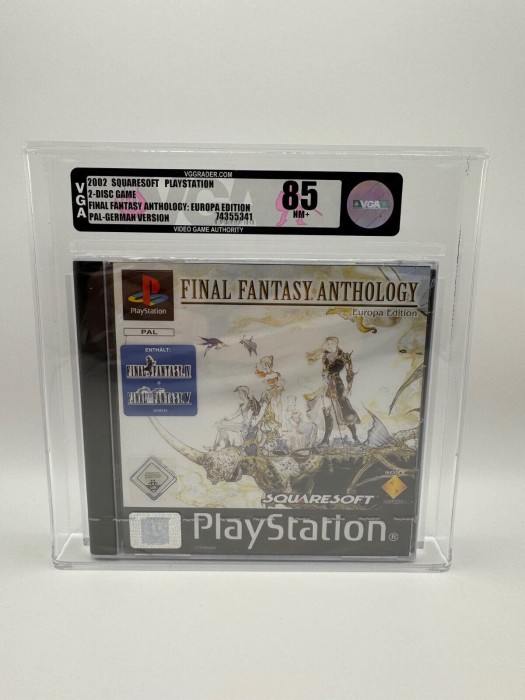 VGGRADER.COM
VGA
2002 SQUARESOFT PLAYSTATION
2-DISC GAME
FINAL FANTASY ANTHOLOGY: EUROPA EDITION
PAL-GERMAN VERSION 74355341
85
NM+
VGA
VIDEO GAME AUTHORITY
PlayStation
FINAL FANTASY ANTHOLOGY
Europa Edition
PAL
ENTHÄLT:
FINAL FANTASY IV
FINAL FANTASY V
SQUARESOFT
PlayStation®